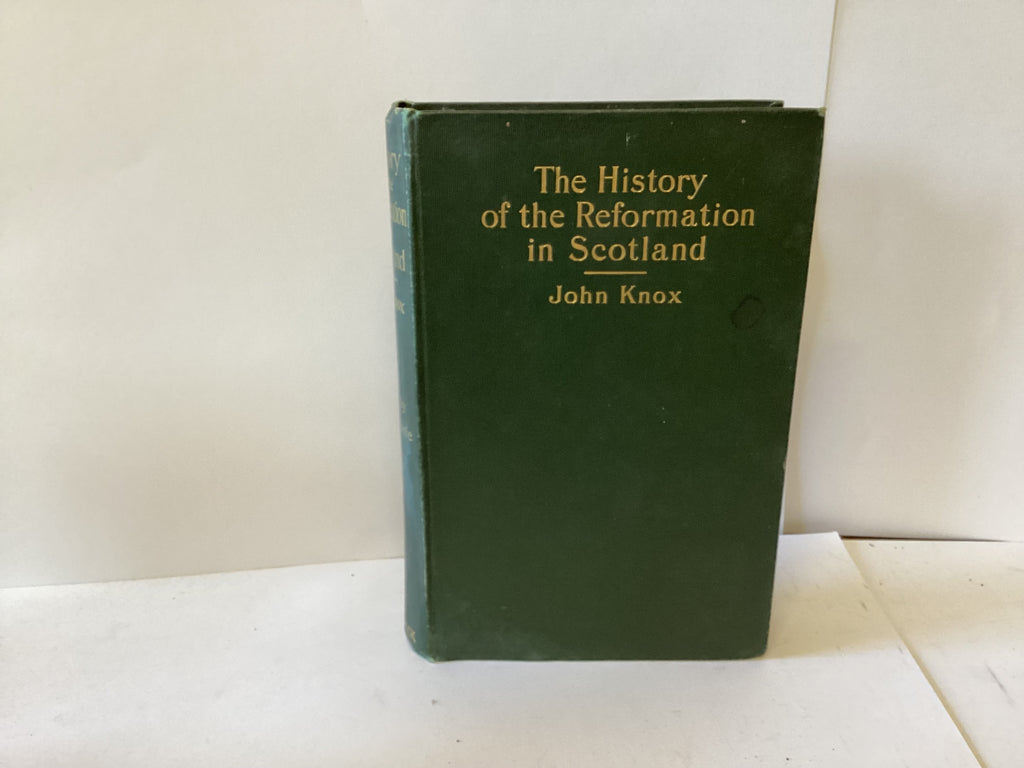 The History
of the Reformation
in Scotland
John Knox